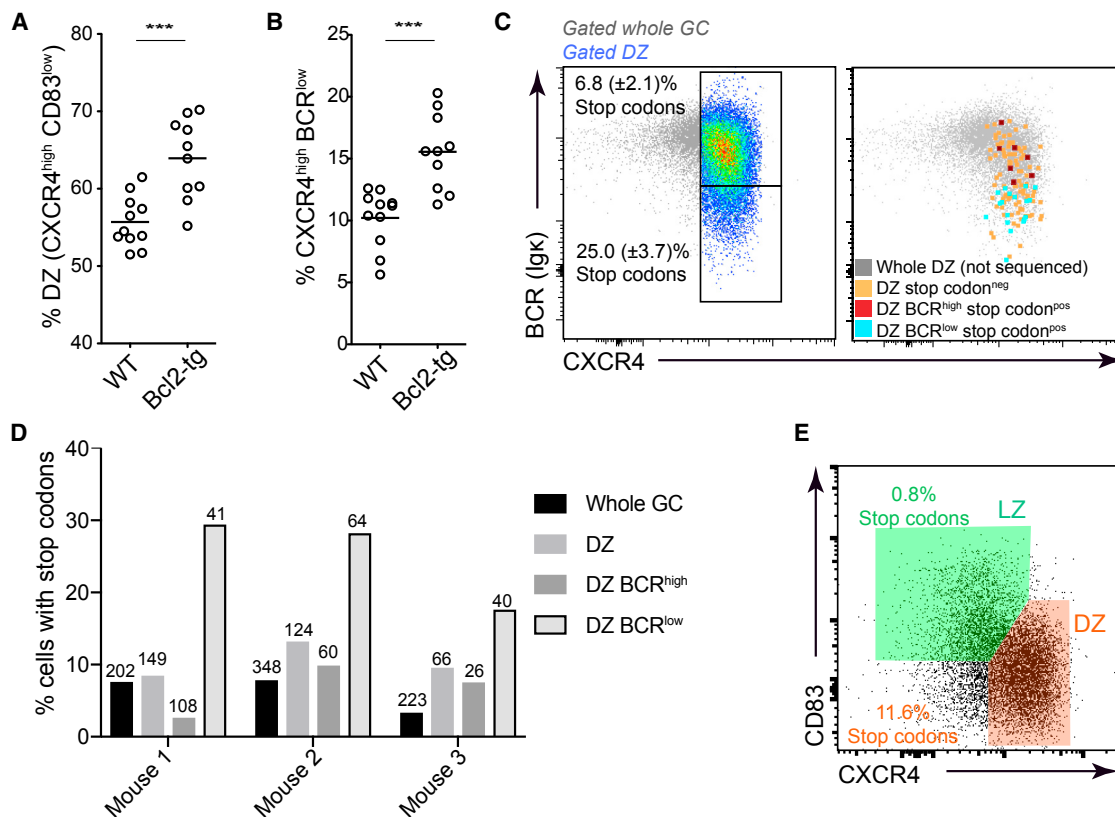 A
% DZ (CXCR4high CD83low)
80
70
60
50
40
***
WT
Bcl2-tg
B
% CXCR4high BCRlow
25
20
15
10
5
0
***
WT
Bcl2-tg
C
Gated whole GC
Gated DZ
BCR (Igκ)
6.8 (±2.1)%
Stop codons
25.0 (±3.7)%
Stop codons
CXCR4
Whole DZ (not sequenced)
DZ stop codonneg
DZ BCRhigh stop codonpos
DZ BCRlow stop codonpos
D
% cells with stop codons
40
30
20
10
0
202
149
108
41
348
124
60
64
223
66
26
40
Mouse 1
Mouse 2
Mouse 3
Whole GC
DZ
DZ BCRhigh
DZ BCRlow
E
CD83
0.8%
Stop codons
LZ
DZ
11.6%
Stop codons
CXCR4